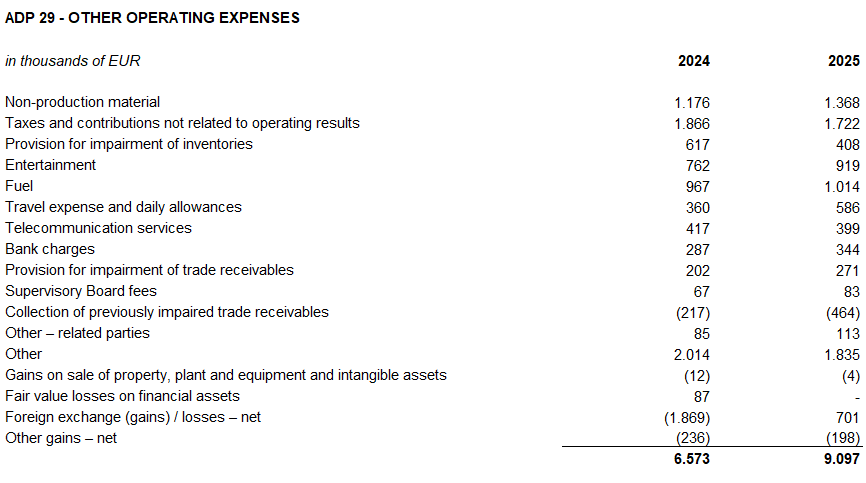 ADP 29 - OTHER OPERATING EXPENSES
in thousands of EUR 2024 2025
Non-production material 1.176 1.368
Taxes and contributions not related to operating results 1.866 1.722
Provision for impairment of inventories 617 408
Entertainment 762 919
Fuel 967 1.014
Travel expense and daily allowances 360 586
Telecommunication services 417 399
Bank charges 287 344
Provision for impairment of trade receivables 202 271
Supervisory Board fees 67 83
Collection of previously impaired trade receivables (217) (464)
Other – related parties 85 113
Other 2.014 1.835
Gains on sale of property, plant and equipment and intangible assets (12) (4)
Fair value losses on financial assets 87 -
Foreign exchange (gains) / losses – net (1.869) 701
Other gains – net (236) (198)
6.573 9.097